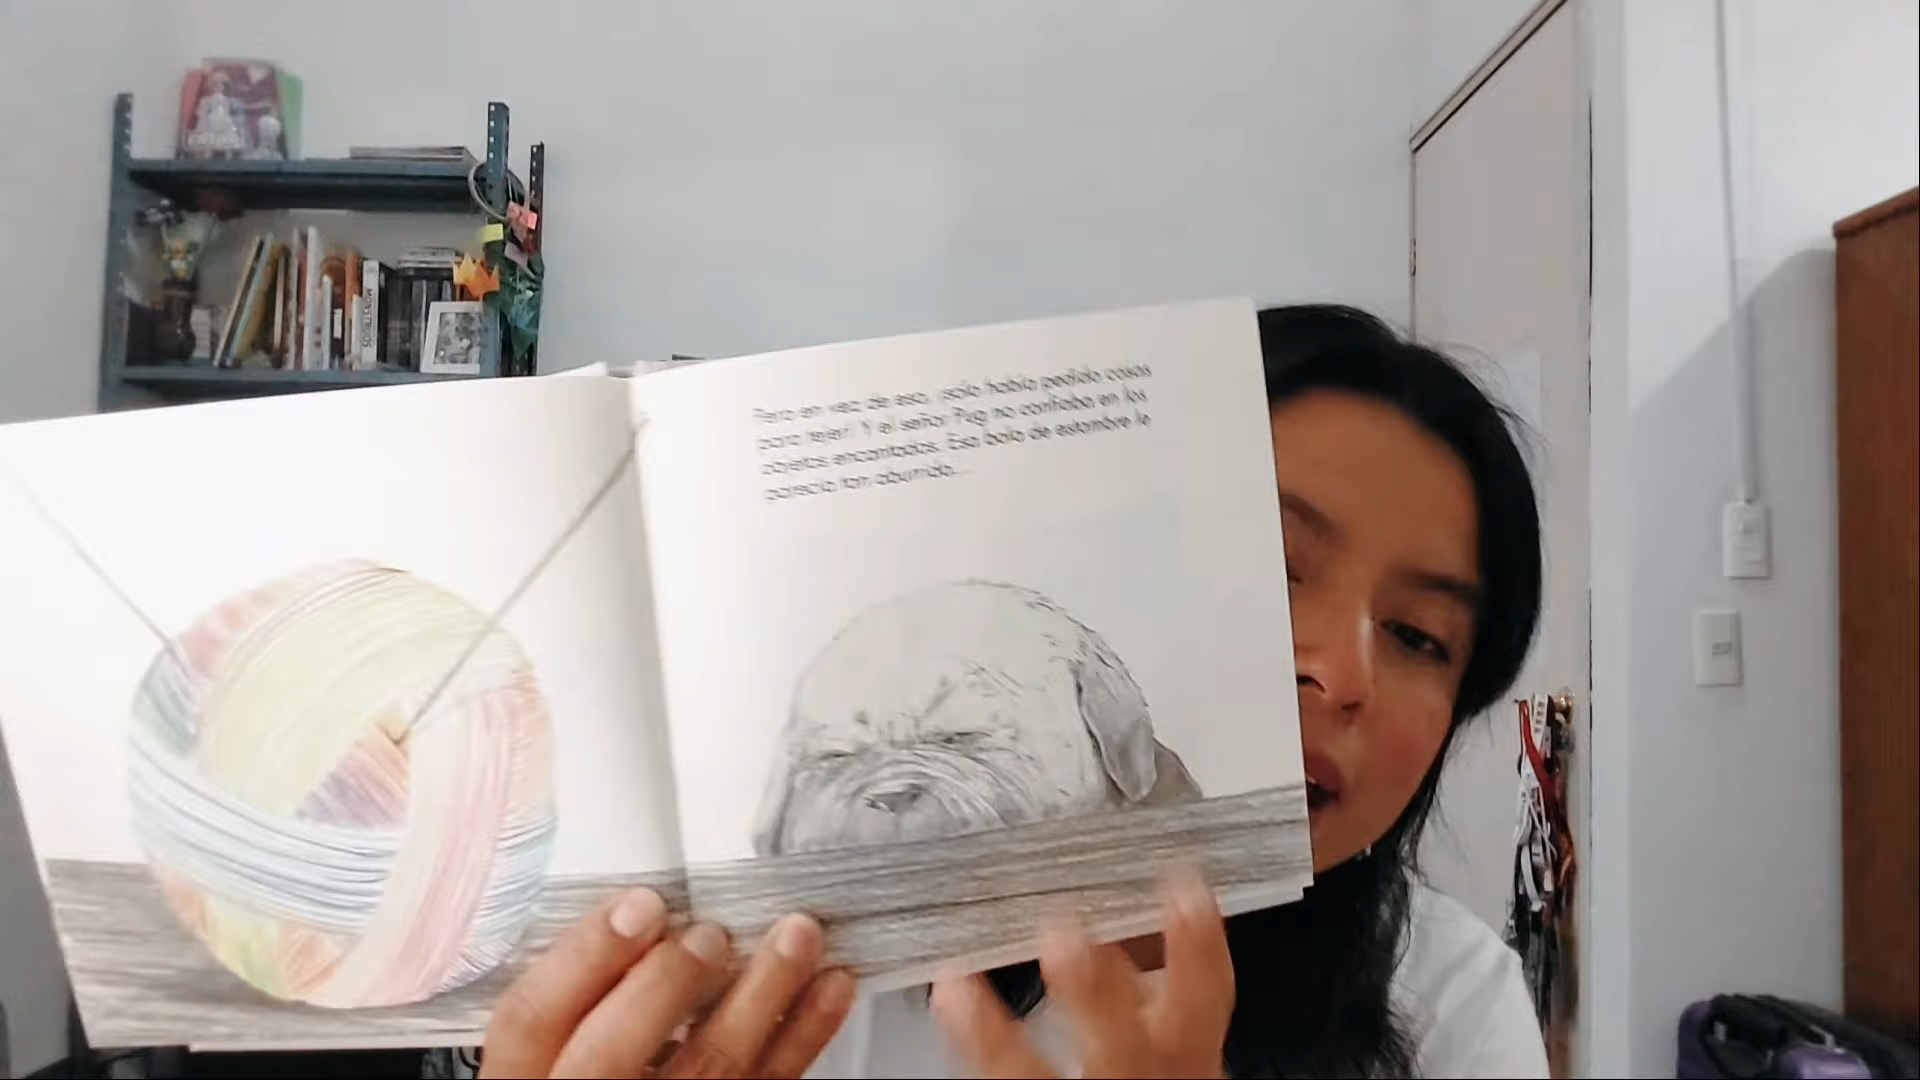 Pero en vez de eso, ¡solo había pedido cosas
para tejer! Y el señor Pug no confiaba en los
objetos encantados. Esa bola de estambre le
parecía tan aburrida...
MONSTRUOS